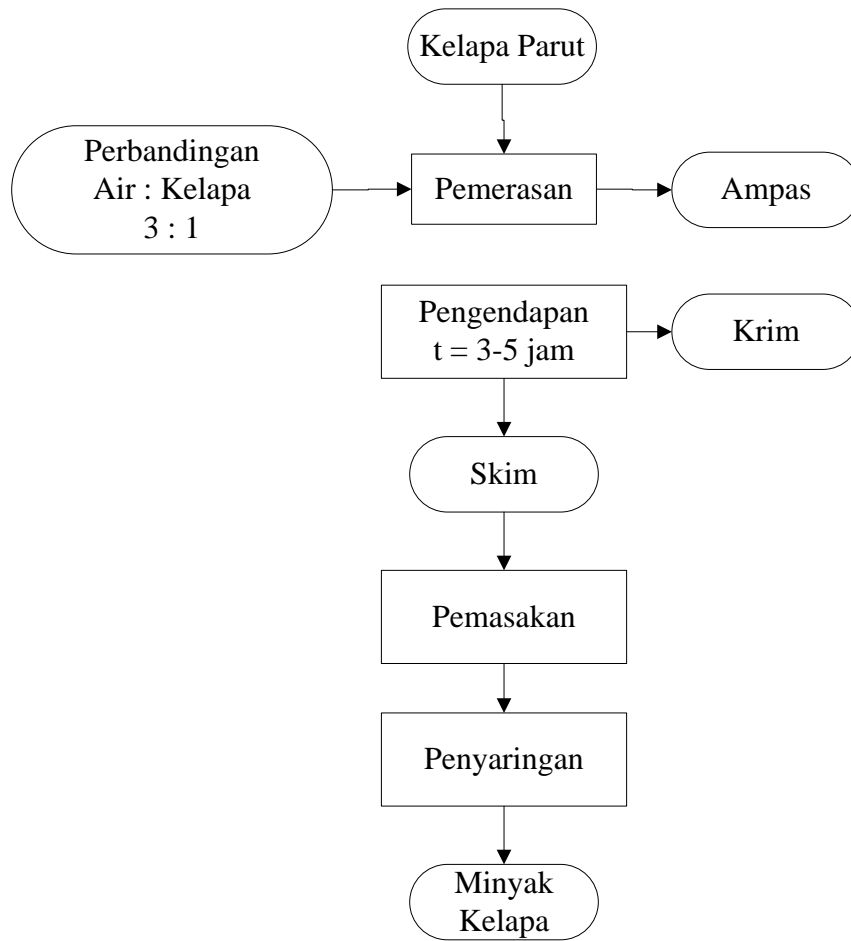 Kelapa Parut
Perbandingan
Air : Kelapa
3 : 1
Pemerasan
Ampas
Pengendapan
t = 3-5 jam
Krim
Skim
Pemasakan
Penyaringan
Minyak
Kelapa